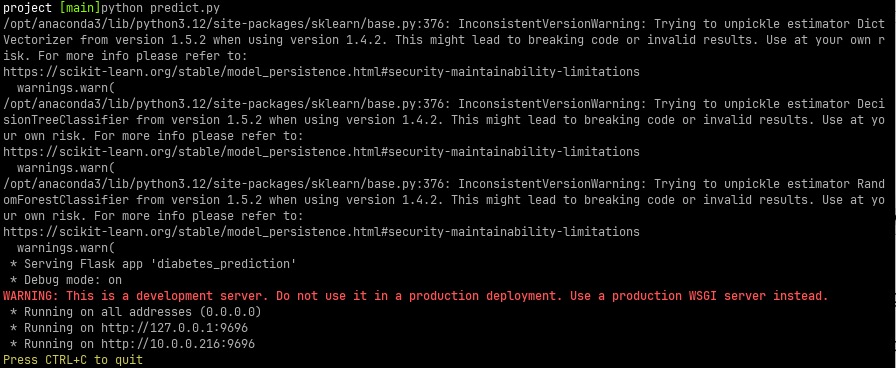 project [main]python predict.py
/opt/anaconda3/lib/python3.12/site-packages/sklearn/base.py:376: InconsistentVersionWarning: Trying to unpickle estimator Dict
Vectorizer from version 1.5.2 when using version 1.4.2. This might lead to breaking code or invalid results. Use at your own r
isk. For more info please refer to:
https://scikit-learn.org/stable/model_persistence.html#security-maintainability-limitations
  warnings.warn(
/opt/anaconda3/lib/python3.12/site-packages/sklearn/base.py:376: InconsistentVersionWarning: Trying to unpickle estimator Deci
sionTreeClassifier from version 1.5.2 when using version 1.4.2. This might lead to breaking code or invalid results. Use at yo
ur own risk. For more info please refer to:
https://scikit-learn.org/stable/model_persistence.html#security-maintainability-limitations
  warnings.warn(
/opt/anaconda3/lib/python3.12/site-packages/sklearn/base.py:376: InconsistentVersionWarning: Trying to unpickle estimator Rand
omForestClassifier from version 1.5.2 when using version 1.4.2. This might lead to breaking code or invalid results. Use at yo
ur own risk. For more info please refer to:
https://scikit-learn.org/stable/model_persistence.html#security-maintainability-limitations
  warnings.warn(
 * Serving Flask app 'diabetes_prediction'
 * Debug mode: on
WARNING: This is a development server. Do not use it in a production deployment. Use a production WSGI server instead.
 * Running on all addresses (0.0.0.0)
 * Running on http://127.0.0.1:9696
 * Running on http://10.0.0.216:9696
Press CTRL+C to quit